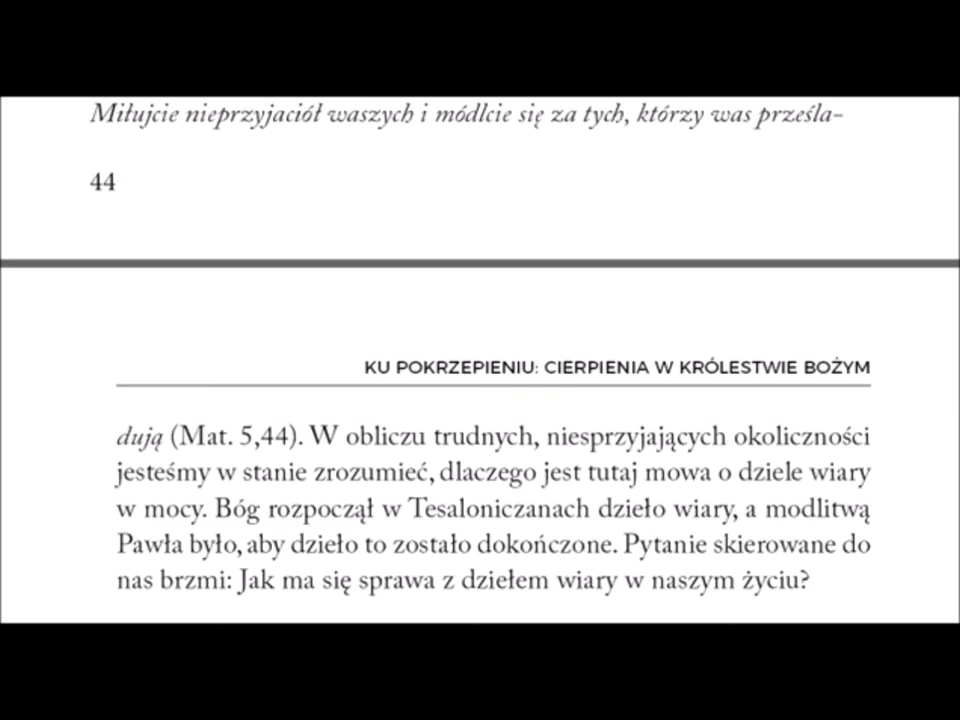 Miłujcie nieprzyjaciół waszych i módlcie się za tych, którzy was prześla-
44
KU POKRZEPIENIU: CIERPIENIA W KRÓLESTWIE BOŻYM
dują (Mat. 5,44). W obliczu trudnych, niesprzyjających okoliczności
jesteśmy w stanie zrozumieć, dlaczego jest tutaj mowa o dziele wiary
w mocy. Bóg rozpoczął w Tesaloniczanach dzieło wiary, a modlitwą
Pawła było, aby dzieło to zostało dokończone. Pytanie skierowane do
nas brzmi: Jak ma się sprawa z dziełem wiary w naszym życiu?